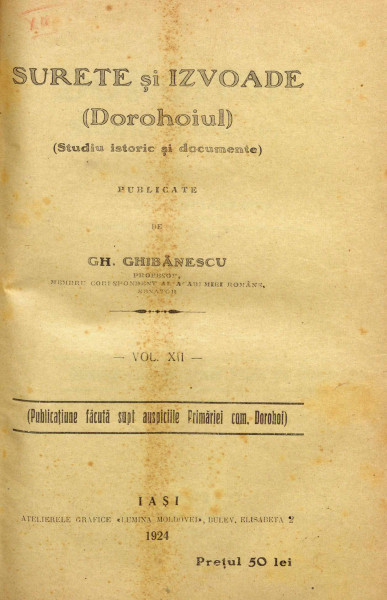 SURETE și IZVOADE
(Dorohoiul)
(Studiu istoric și documente)
PUBLICATE
DE
GH. GHIBĂNESCU
PROFESOR,
MEMBRU CORESPONDENT AL ACADEMIEI ROMÂNE,
SENATOR
— VOL. XII —
(Publicațiune făcută supt auspiciile Primăriei com. Dorohoi)
IAȘI
ATELIERELE GRAFICE «LUMINA MOLDOVEI», BULEV. ELISABETA 2
1924
Prețul 50 lei